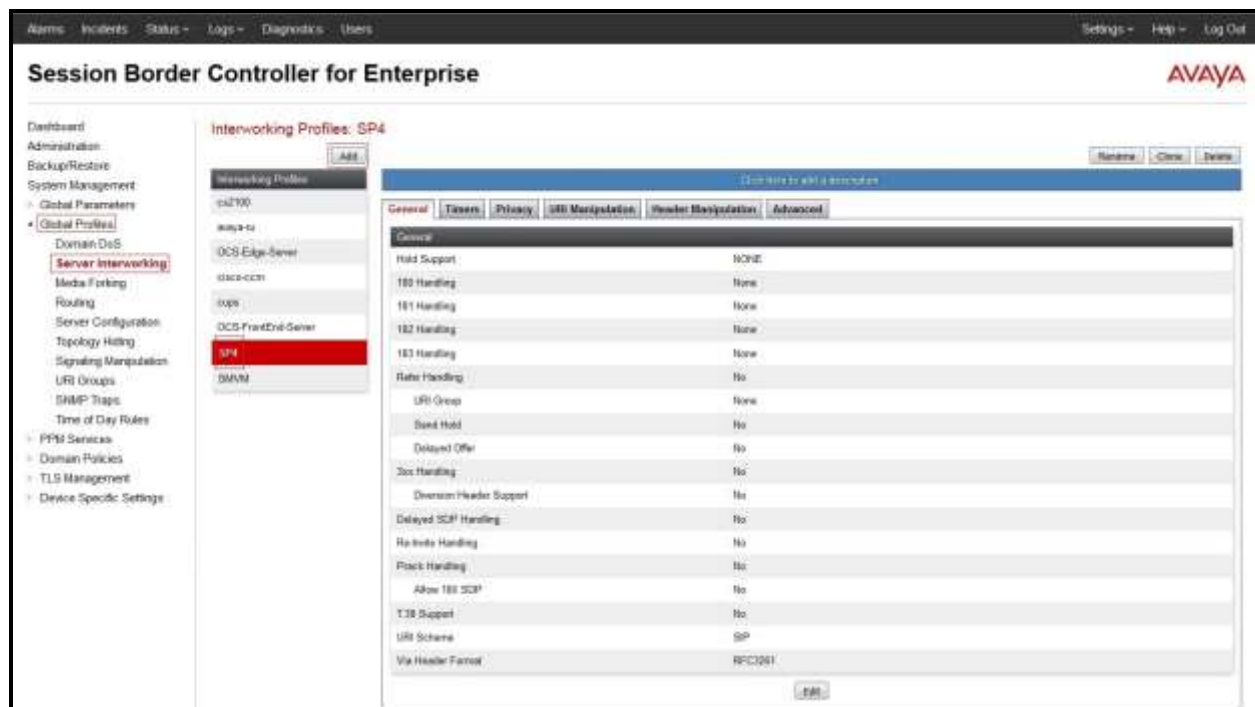 Alarms Incidents Status Logs Diagnostics Users Settings Help Log Out
Session Border Controller for Enterprise
AVAYA
Dashboard
Administration
Backup/Restore
System Management
Global Parameters
Global Profiles
Domain DoS
Server Interworking
Media Forking
Routing
Server Configuration
Topology Hiding
Signaling Manipulation
URI Groups
SNMP Traps
Time of Day Rules
PPM Services
Domain Policies
TLS Management
Device Specific Settings
Interworking Profiles: SP4
Add
Rename Clone Delete
Interworking Profiles
cs2100
avaya-ru
OCS-Edge-Server
cisco-ccm
cups
OCS-FrontEnd-Server
SP4
SMVM
Click here to add a description
General Timers Privacy URI Manipulation Header Manipulation Advanced
General
Hold Support NONE
180 Handling None
181 Handling None
182 Handling None
183 Handling None
Refer Handling No
URI Group None
Send Hold No
Delayed Offer No
3xx Handling No
Diversion Header Support No
Delayed SDP Handling No
Re-Invite Handling No
Prack Handling No
Allow 18X SDP No
T.38 Support No
URI Scheme SIP
Via Header Format RFC3261
Edit